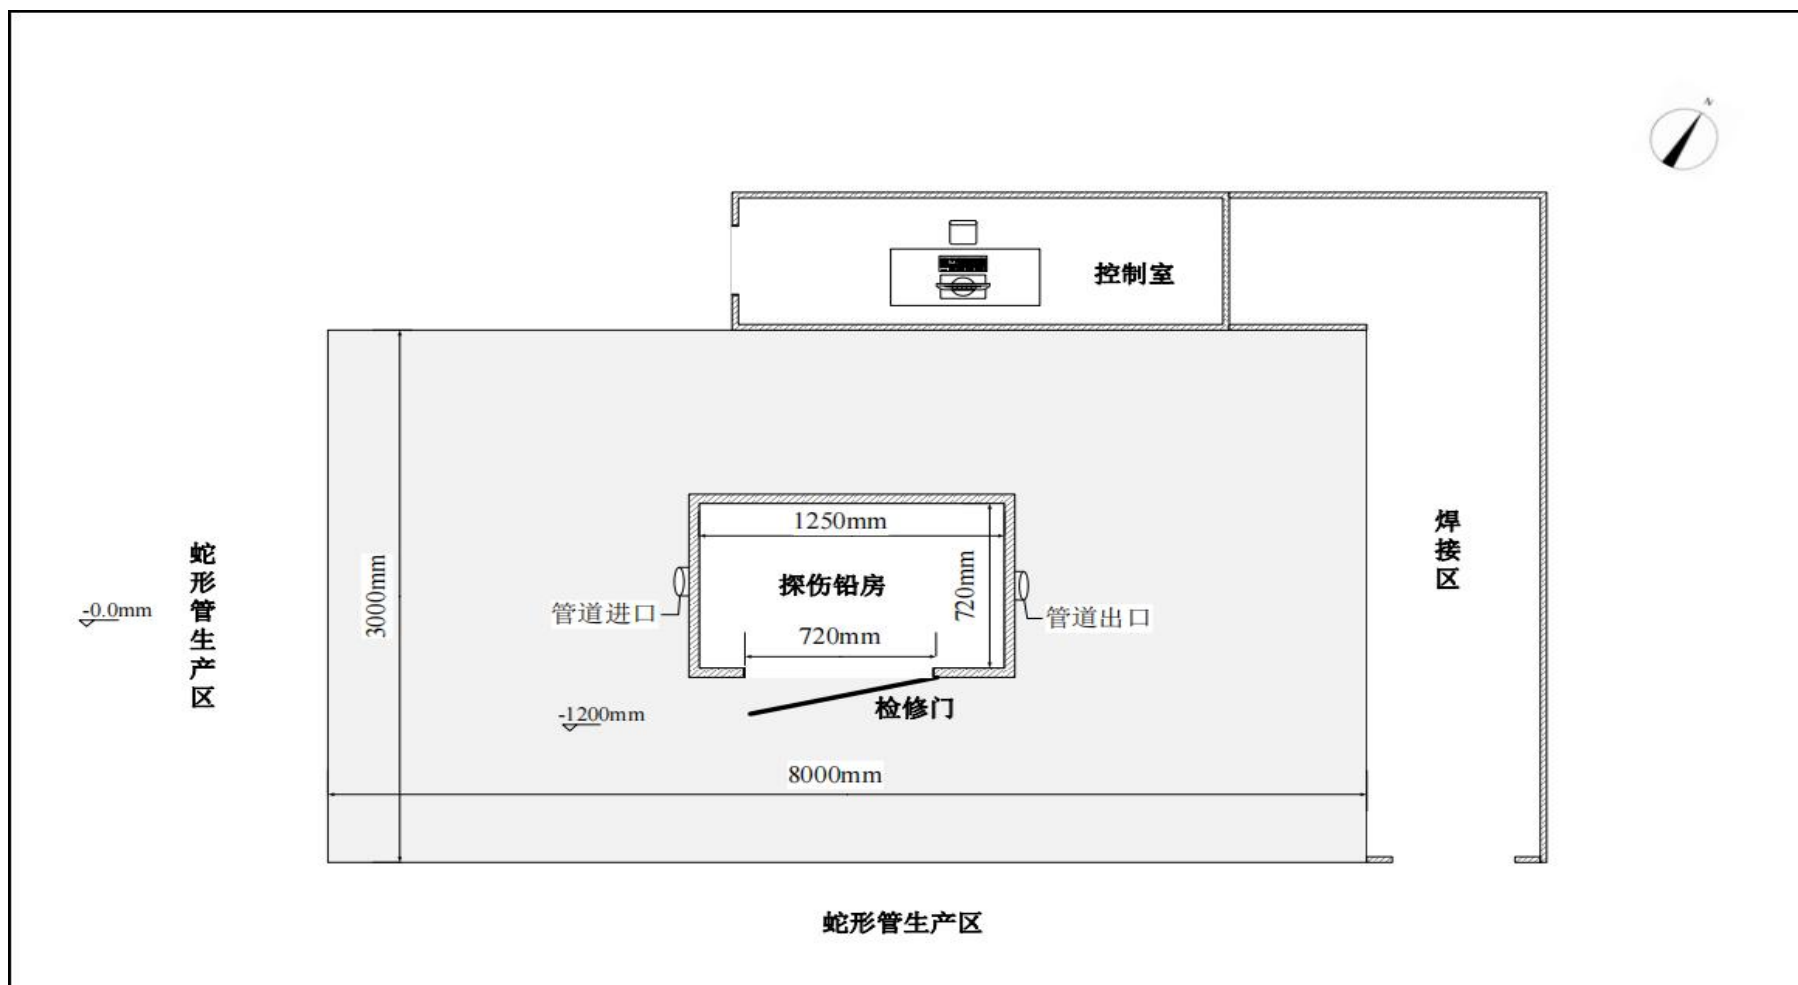 N
控制室
蛇形管生产区
-0.0mm
3000mm
1250mm
探伤铅房
720mm
管道进口
管道出口
720mm
检修门
-1200mm
8000mm
焊接区
蛇形管生产区